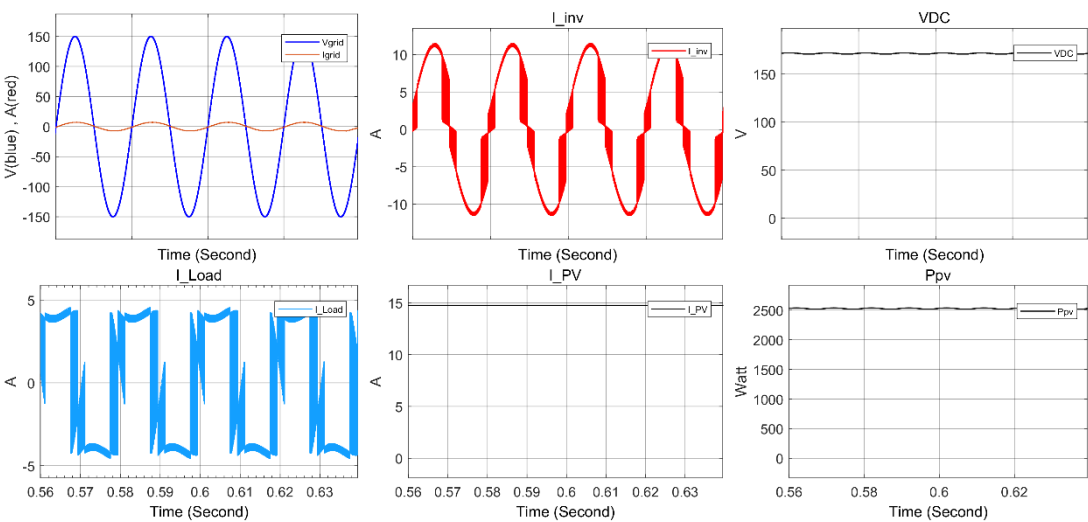 150
100
50
0
-50
-100
-150
V(blue) , A(red)
Vgrid
Igrid
Time (Second)
I_inv
10
5
0
-5
-10
A
I_inv
Time (Second)
VDC
150
100
50
0
V
VDC
Time (Second)
I_Load
5
0
-5
A
I_Load
0.56
0.57
0.58
0.59
0.6
0.61
0.62
0.63
Time (Second)
I_PV
15
10
5
0
A
I_PV
0.56
0.57
0.58
0.59
0.6
0.61
0.62
0.63
Time (Second)
Ppv
2500
2000
1500
1000
500
0
Watt
Ppv
0.56
0.58
0.6
0.62
Time (Second)